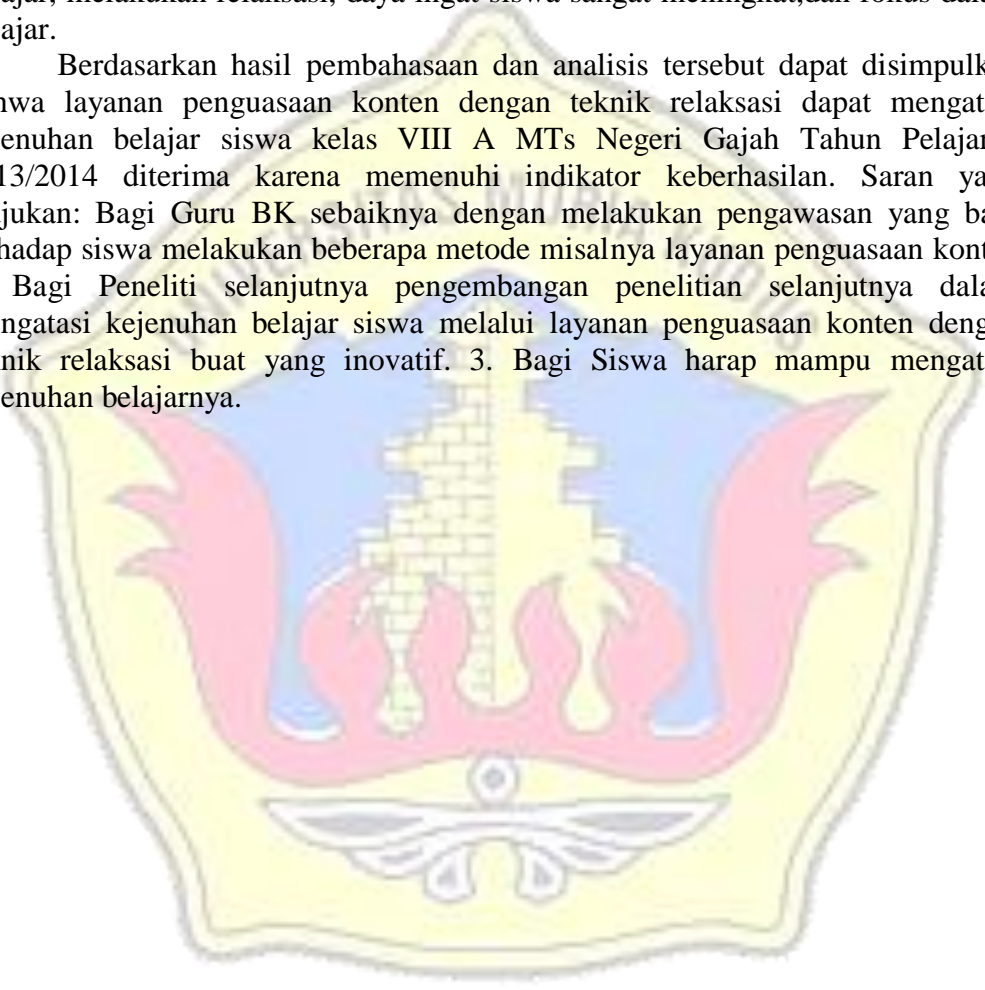 ajar, melakukan relaksasi, daya ingat siswa sangat meningkat,dan fokus dala
ajar.
Berdasarkan hasil pembahasaan dan analisis tersebut dapat disimpulk
hwa layanan penguasaan konten dengan teknik relaksasi dapat mengat
enuhan belajar siswa kelas VIII A MTs Negeri Gajah Tahun Pelajar
13/2014 diterima karena memenuhi indikator keberhasilan. Saran ya
jukan: Bagi Guru BK sebaiknya dengan melakukan pengawasan yang ba
hadap siswa melakukan beberapa metode misalnya layanan penguasaan kont
Bagi Peneliti selanjutnya pengembangan penelitian selanjutnya dala
ngatasi kejenuhan belajar siswa melalui layanan penguasaan konten deng
nik relaksasi buat yang inovatif. 3. Bagi Siswa harap mampu mengat
enuhan belajarnya.